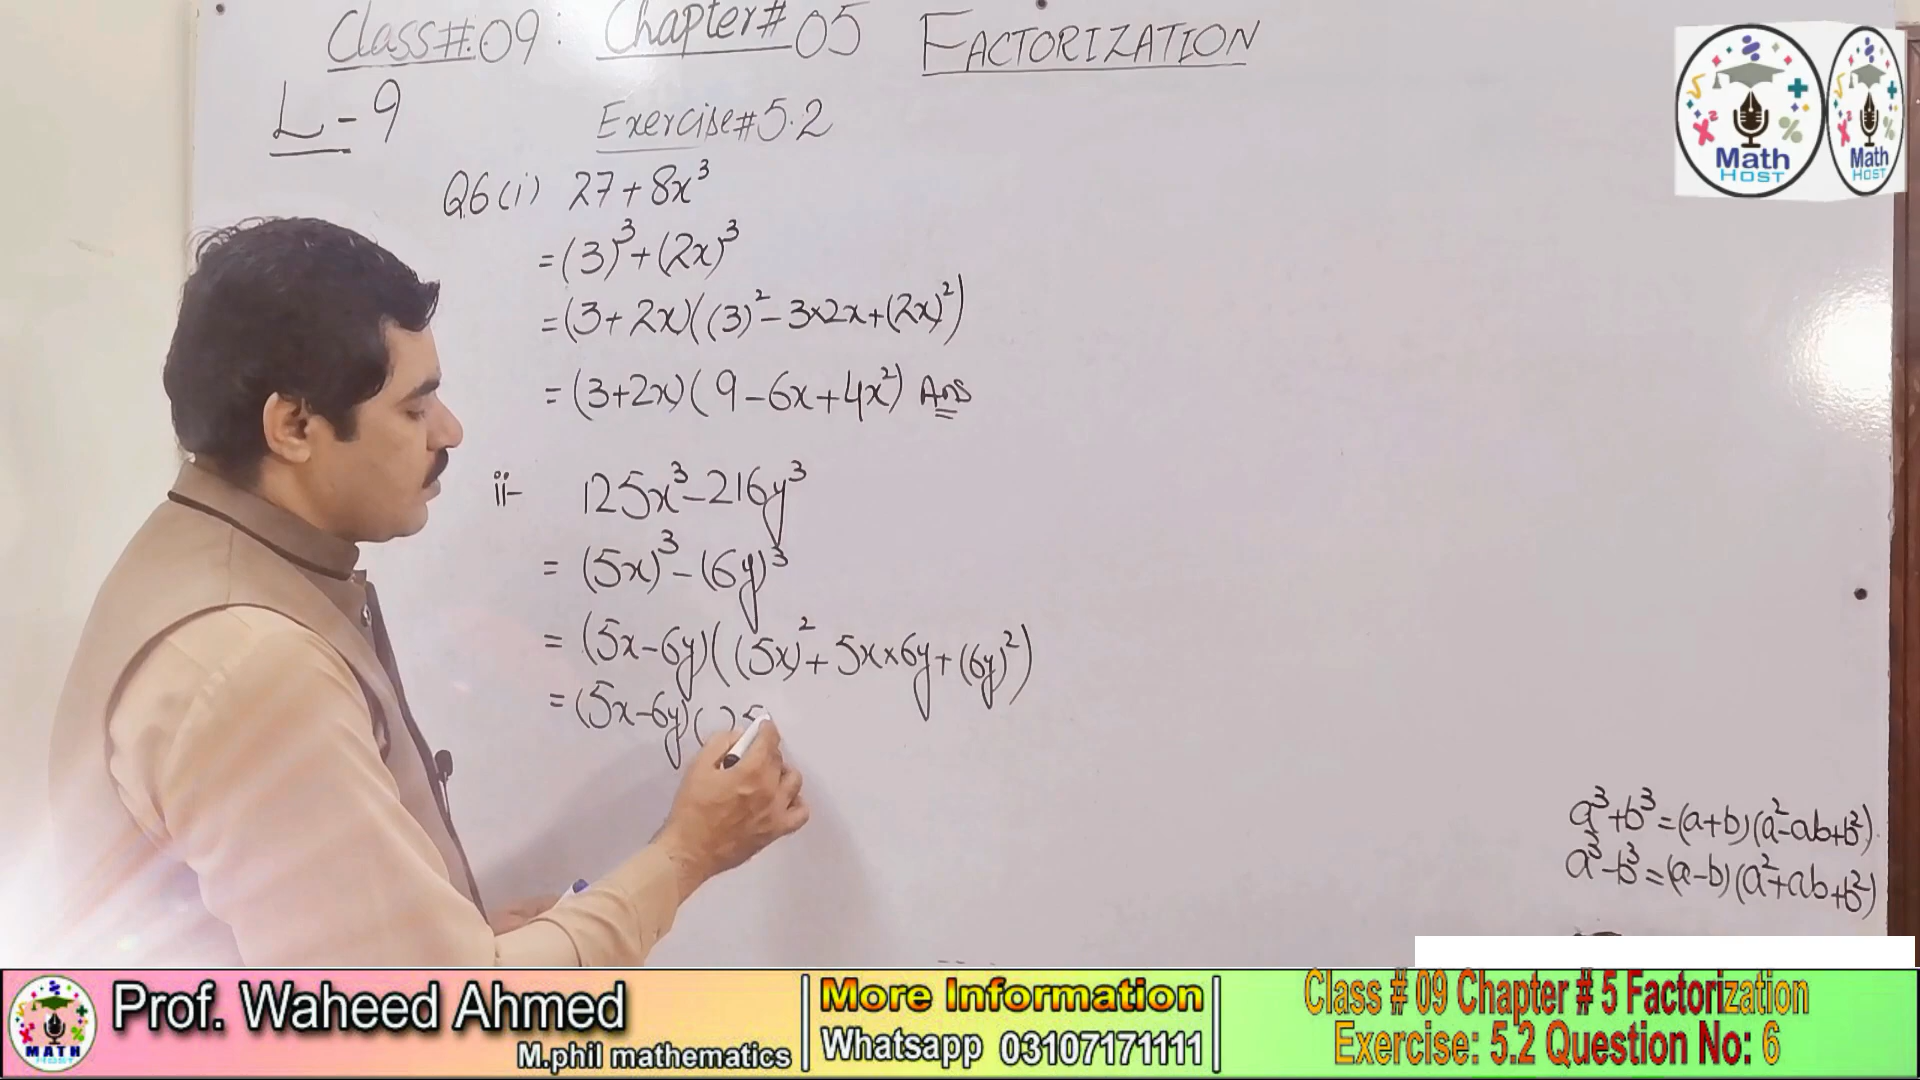 Class#.09: Chapter# 05 FACTORIZATION
L-9
Exercise#5.2
Q6(i) 27+8x³
=(3)³+(2x)³
=(3+2x)((3)²-3×2x+(2x)²)
=(3+2x)(9-6x+4x²) Ans
ii- 125x³-216y³
= (5x)³-(6y)³
= (5x-6y)((5x)²+5x×6y+(6y)²)
=(5x-6y)(25
a³+b³=(a+b)(a²-ab+b²).
a³-b³=(a-b)(a²+ab+b²)
Math
HOST
Math
HOST
MATH
HOST
Prof. Waheed Ahmed
M.phil mathematics
More Information
Whatsapp 03107171111
Class # 09 Chapter # 5 Factorization
Exercise: 5.2 Question No: 6